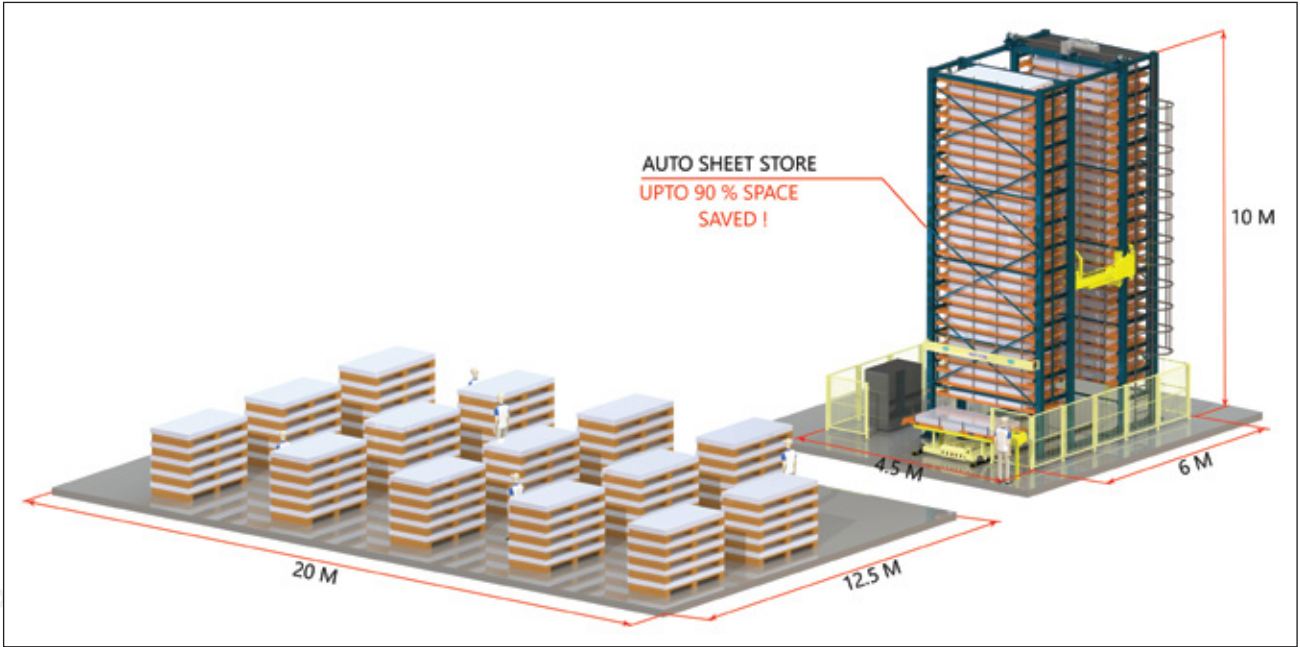 AUTO SHEET STORE
UPTO 90 % SPACE
SAVED !
10 M
4.5 M
6 M
20 M
12.5 M